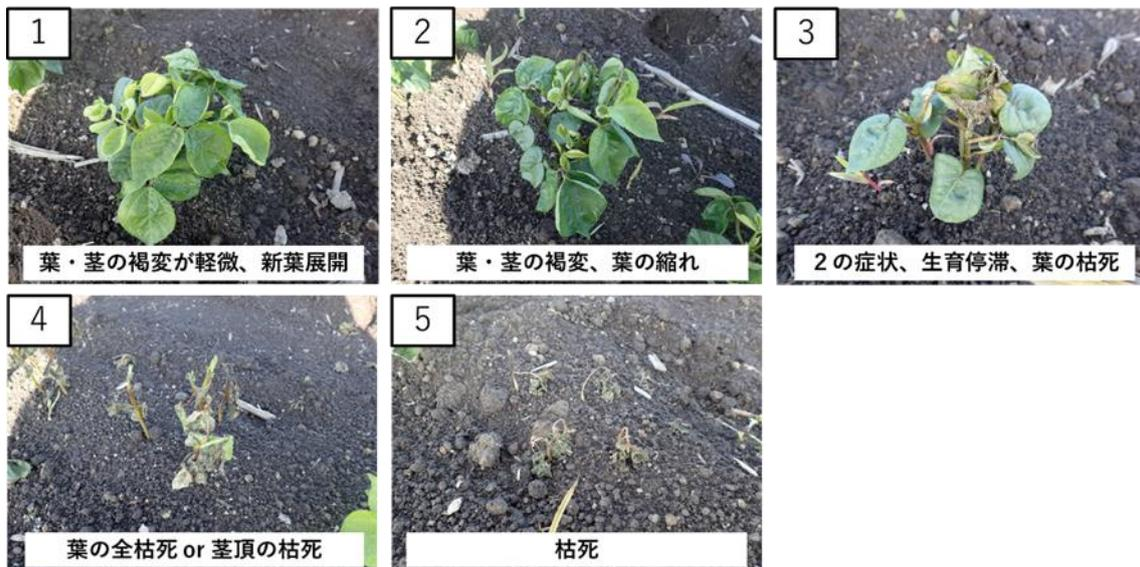 1
葉・茎の褐変が軽微、新葉展開
2
葉・茎の褐変、葉の縮れ
3
２の症状、生育停滞、葉の枯死
4
葉の全枯死 or 茎頂の枯死
5
枯死